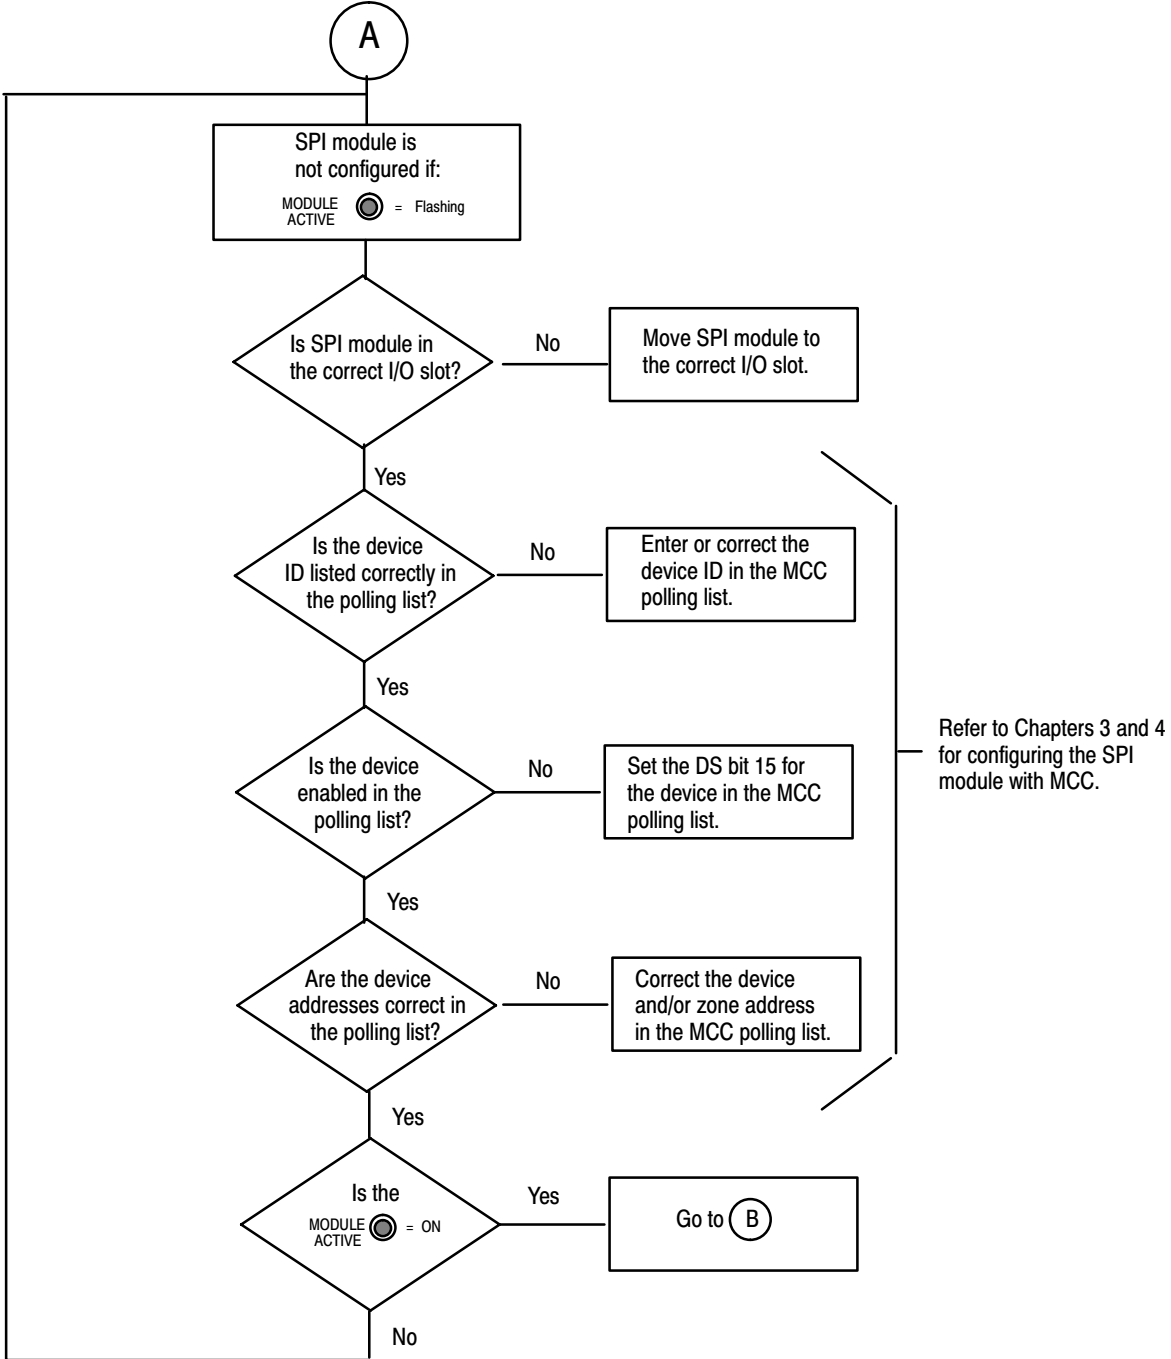 A
SPI module is
not configured if:
MODULE
ACTIVE
= Flashing
Is SPI module in
the correct I/O slot?
No
Move SPI module to
the correct I/O slot.
Yes
Is the device
ID listed correctly in
the polling list?
No
Enter or correct the
device ID in the MCC
polling list.
Yes
Is the device
enabled in the
polling list?
No
Set the DS bit 15 for
the device in the MCC
polling list.
Refer to Chapters 3 and 4
for configuring the SPI
module with MCC.
Yes
Are the device
addresses correct in
the polling list?
No
Correct the device
and/or zone address
in the MCC polling list.
Yes
Is the
MODULE
ACTIVE
= ON
Yes
Go to B
No